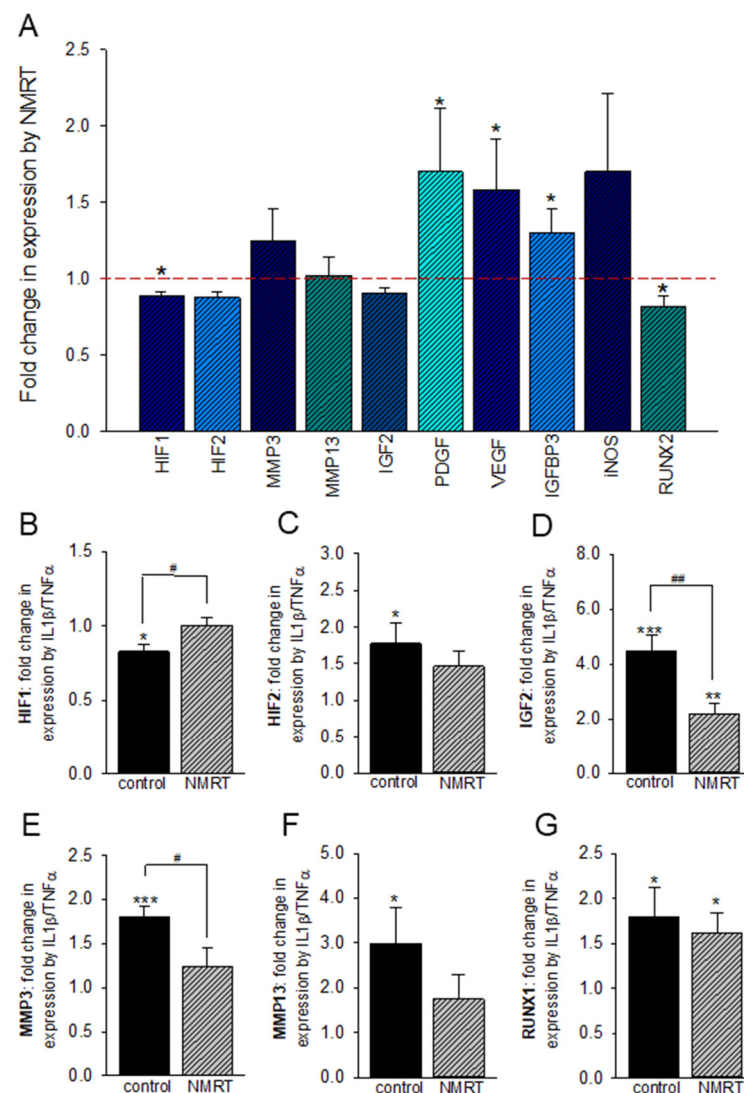 A
Fold change in expression by NMRT
2.5
2.0
1.5
1.0
0.5
0.0
*
*
*
*
*
HIF1
HIF2
MMP3
MMP13
IGF2
PDGF
VEGF
IGFBP3
iNOS
RUNX2
B
HIF1: fold change in
expression by IL1β/TNFα
1.5
1.0
0.5
0.0
#
*
control
NMRT
C
HIF2: fold change in
expression by IL1β/TNFα
3.0
2.5
2.0
1.5
1.0
0.5
0.0
*
control
NMRT
D
IGF2: fold change in
expression by IL1β/TNFα
8.0
6.0
4.0
2.0
0.0
##
***
**
control
NMRT
E
MMP3: fold change in
expression by IL1β/TNFα
2.5
2.0
1.5
1.0
0.5
0.0
#
***
control
NMRT
F
MMP13: fold change in
expression by IL1β/TNFα
5.0
4.0
3.0
2.0
1.0
0.0
*
control
NMRT
G
RUNX1: fold change in
expression by IL1β/TNFα
2.5
2.0
1.5
1.0
0.5
0.0
*
*
control
NMRT